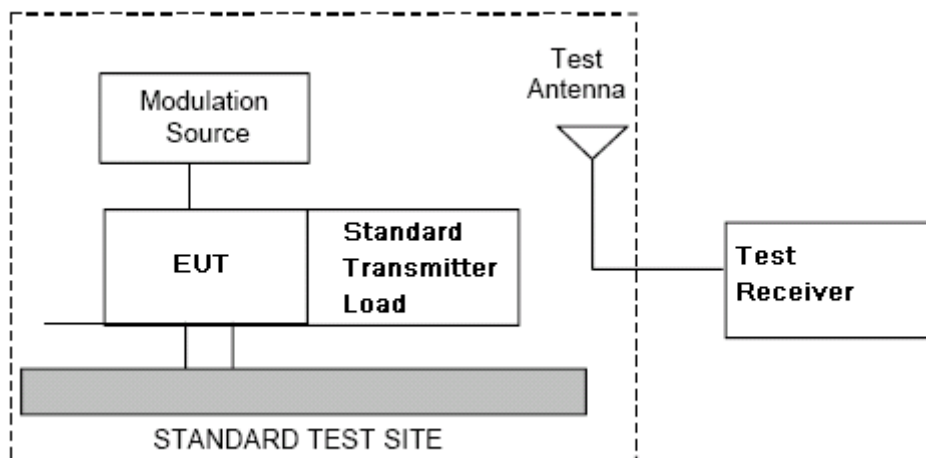 Test
Antenna
Modulation
Source
EUT
Standard
Transmitter
Load
Test
Receiver
STANDARD TEST SITE